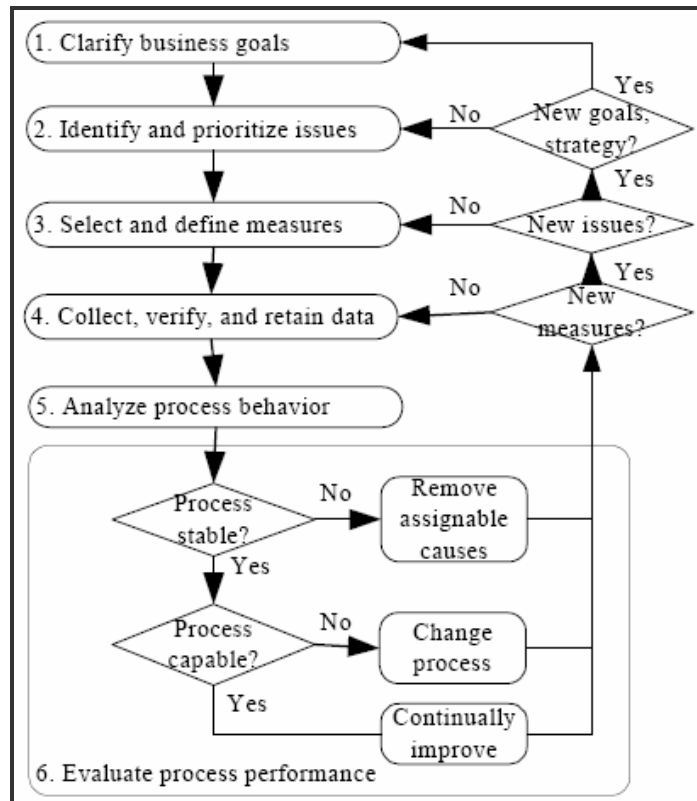 1. Clarify business goals
Yes
No
New goals,
strategy?
2. Identify and prioritize issues
Yes
No
New issues?
3. Select and define measures
Yes
No
New
measures?
4. Collect, verify, and retain data
5. Analyze process behavior
Process
stable?
No
Remove
assignable
causes
Yes
Process
capable?
No
Change
process
Yes
Continually
improve
6. Evaluate process performance